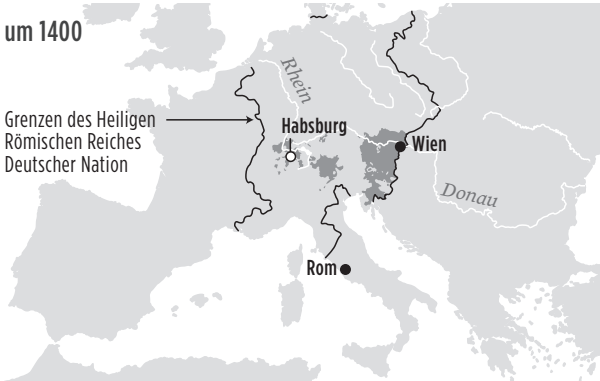 um 1400
Rhein
Grenzen des Heiligen
Römischen Reiches
Deutscher Nation
Habsburg
Wien
Donau
Rom